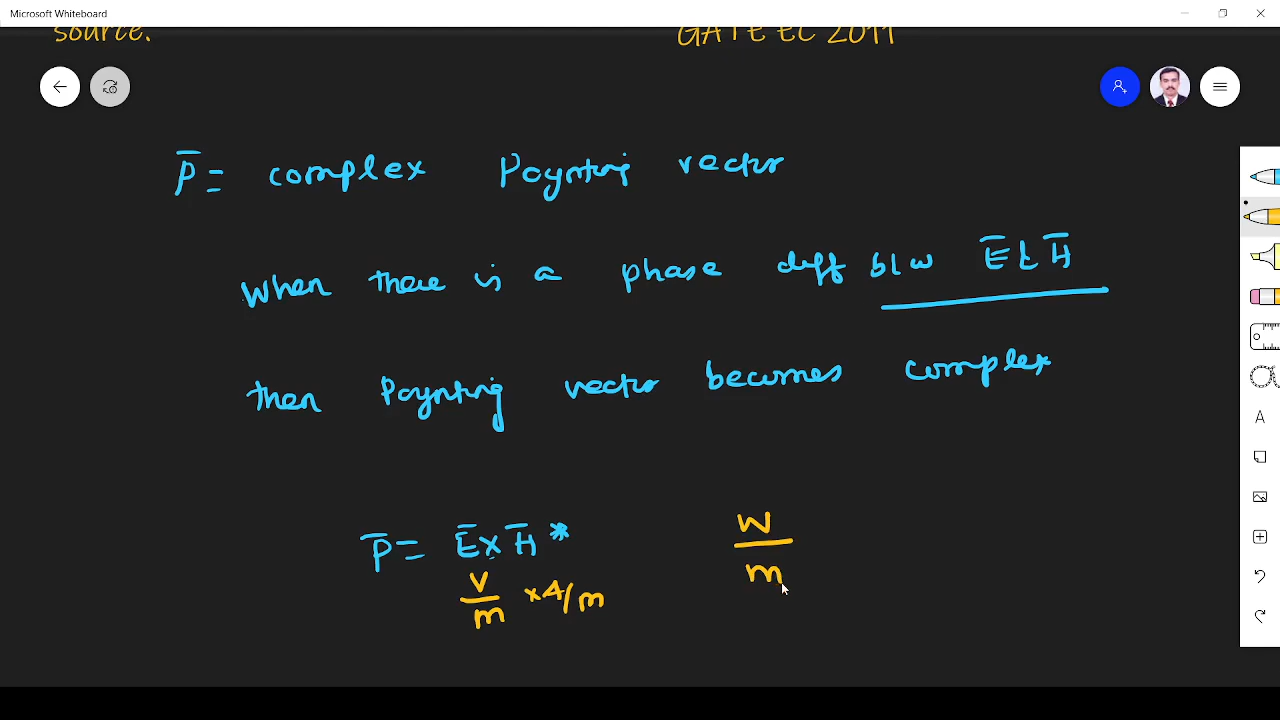 Microsoft Whiteboard
source. GATE EC 2011
P̅ = complex Poynting vector
When there is a phase diff b/w E̅ & H̅
then Poynting vector becomes complex
P̅ = E̅ × H̅ * W/m
V/m × A/m
A